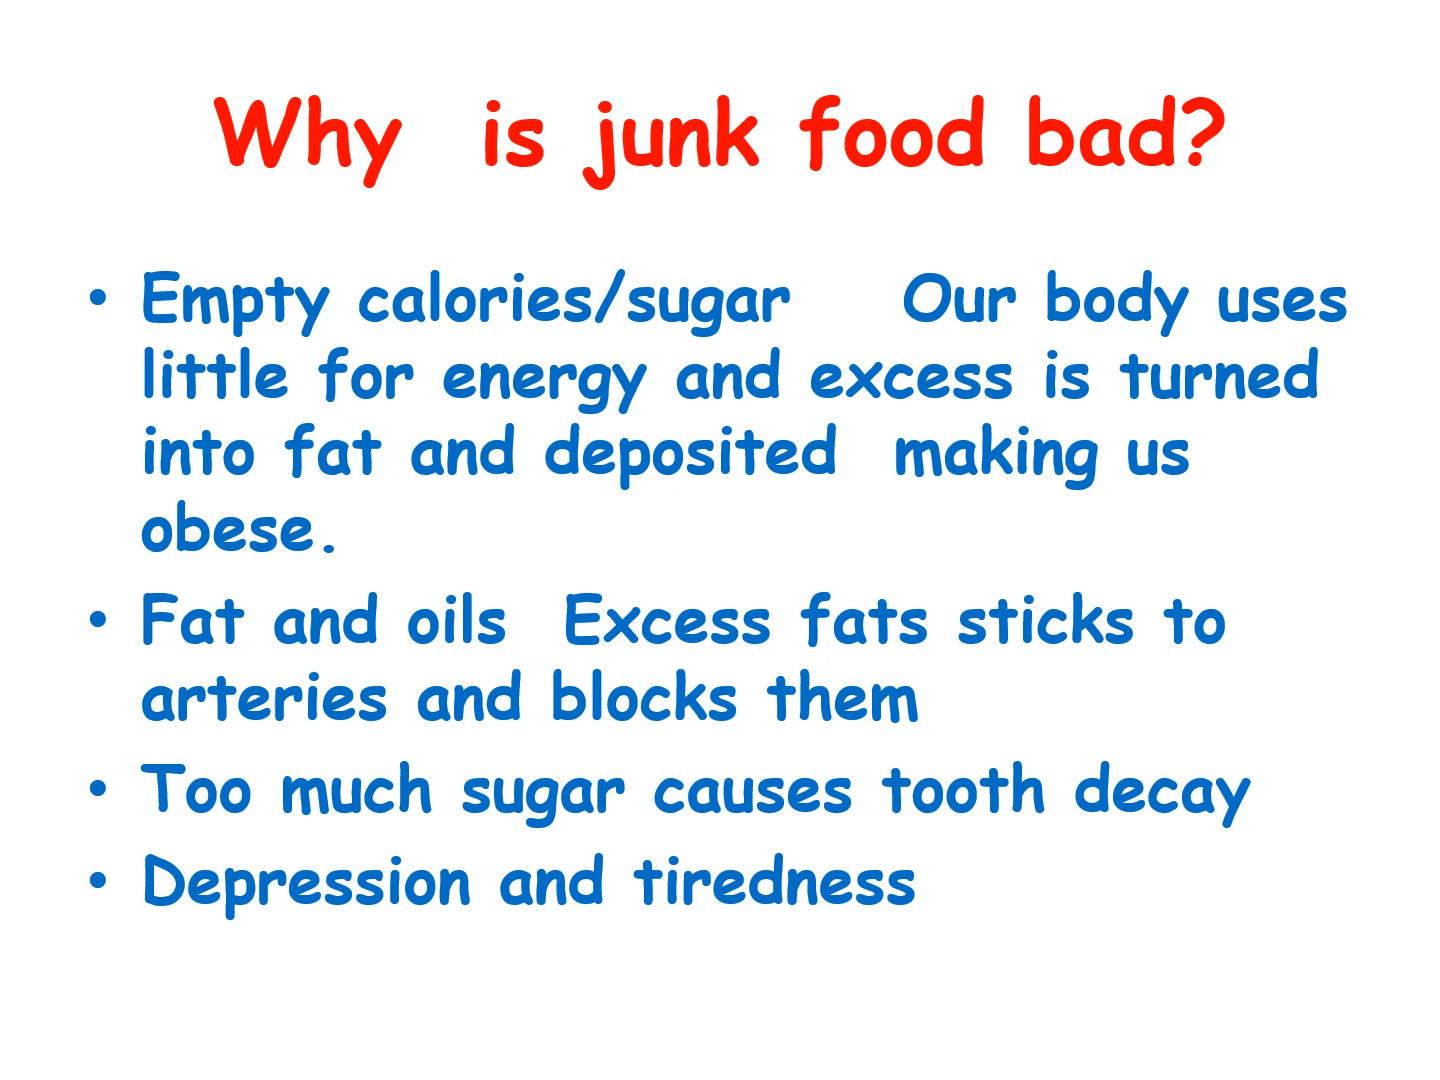 Why is junk food bad?
• Empty calories/sugar Our body uses
little for energy and excess is turned
into fat and deposited making us
obese.
• Fat and oils Excess fats sticks to
arteries and blocks them
• Too much sugar causes tooth decay
• Depression and tiredness